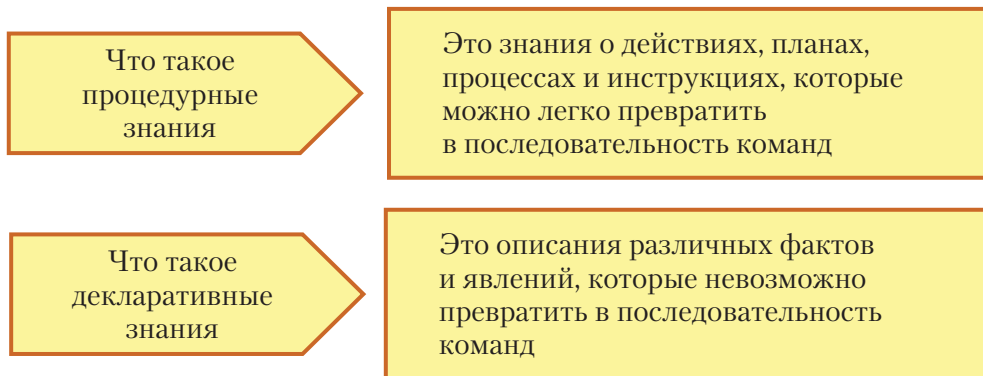 Что такое
процедурные
знания
Это знания о действиях, планах,
процессах и инструкциях, которые
можно легко превратить
в последовательность команд
Что такое
декларативные
знания
Это описания различных фактов
и явлений, которые невозможно
превратить в последовательность
команд